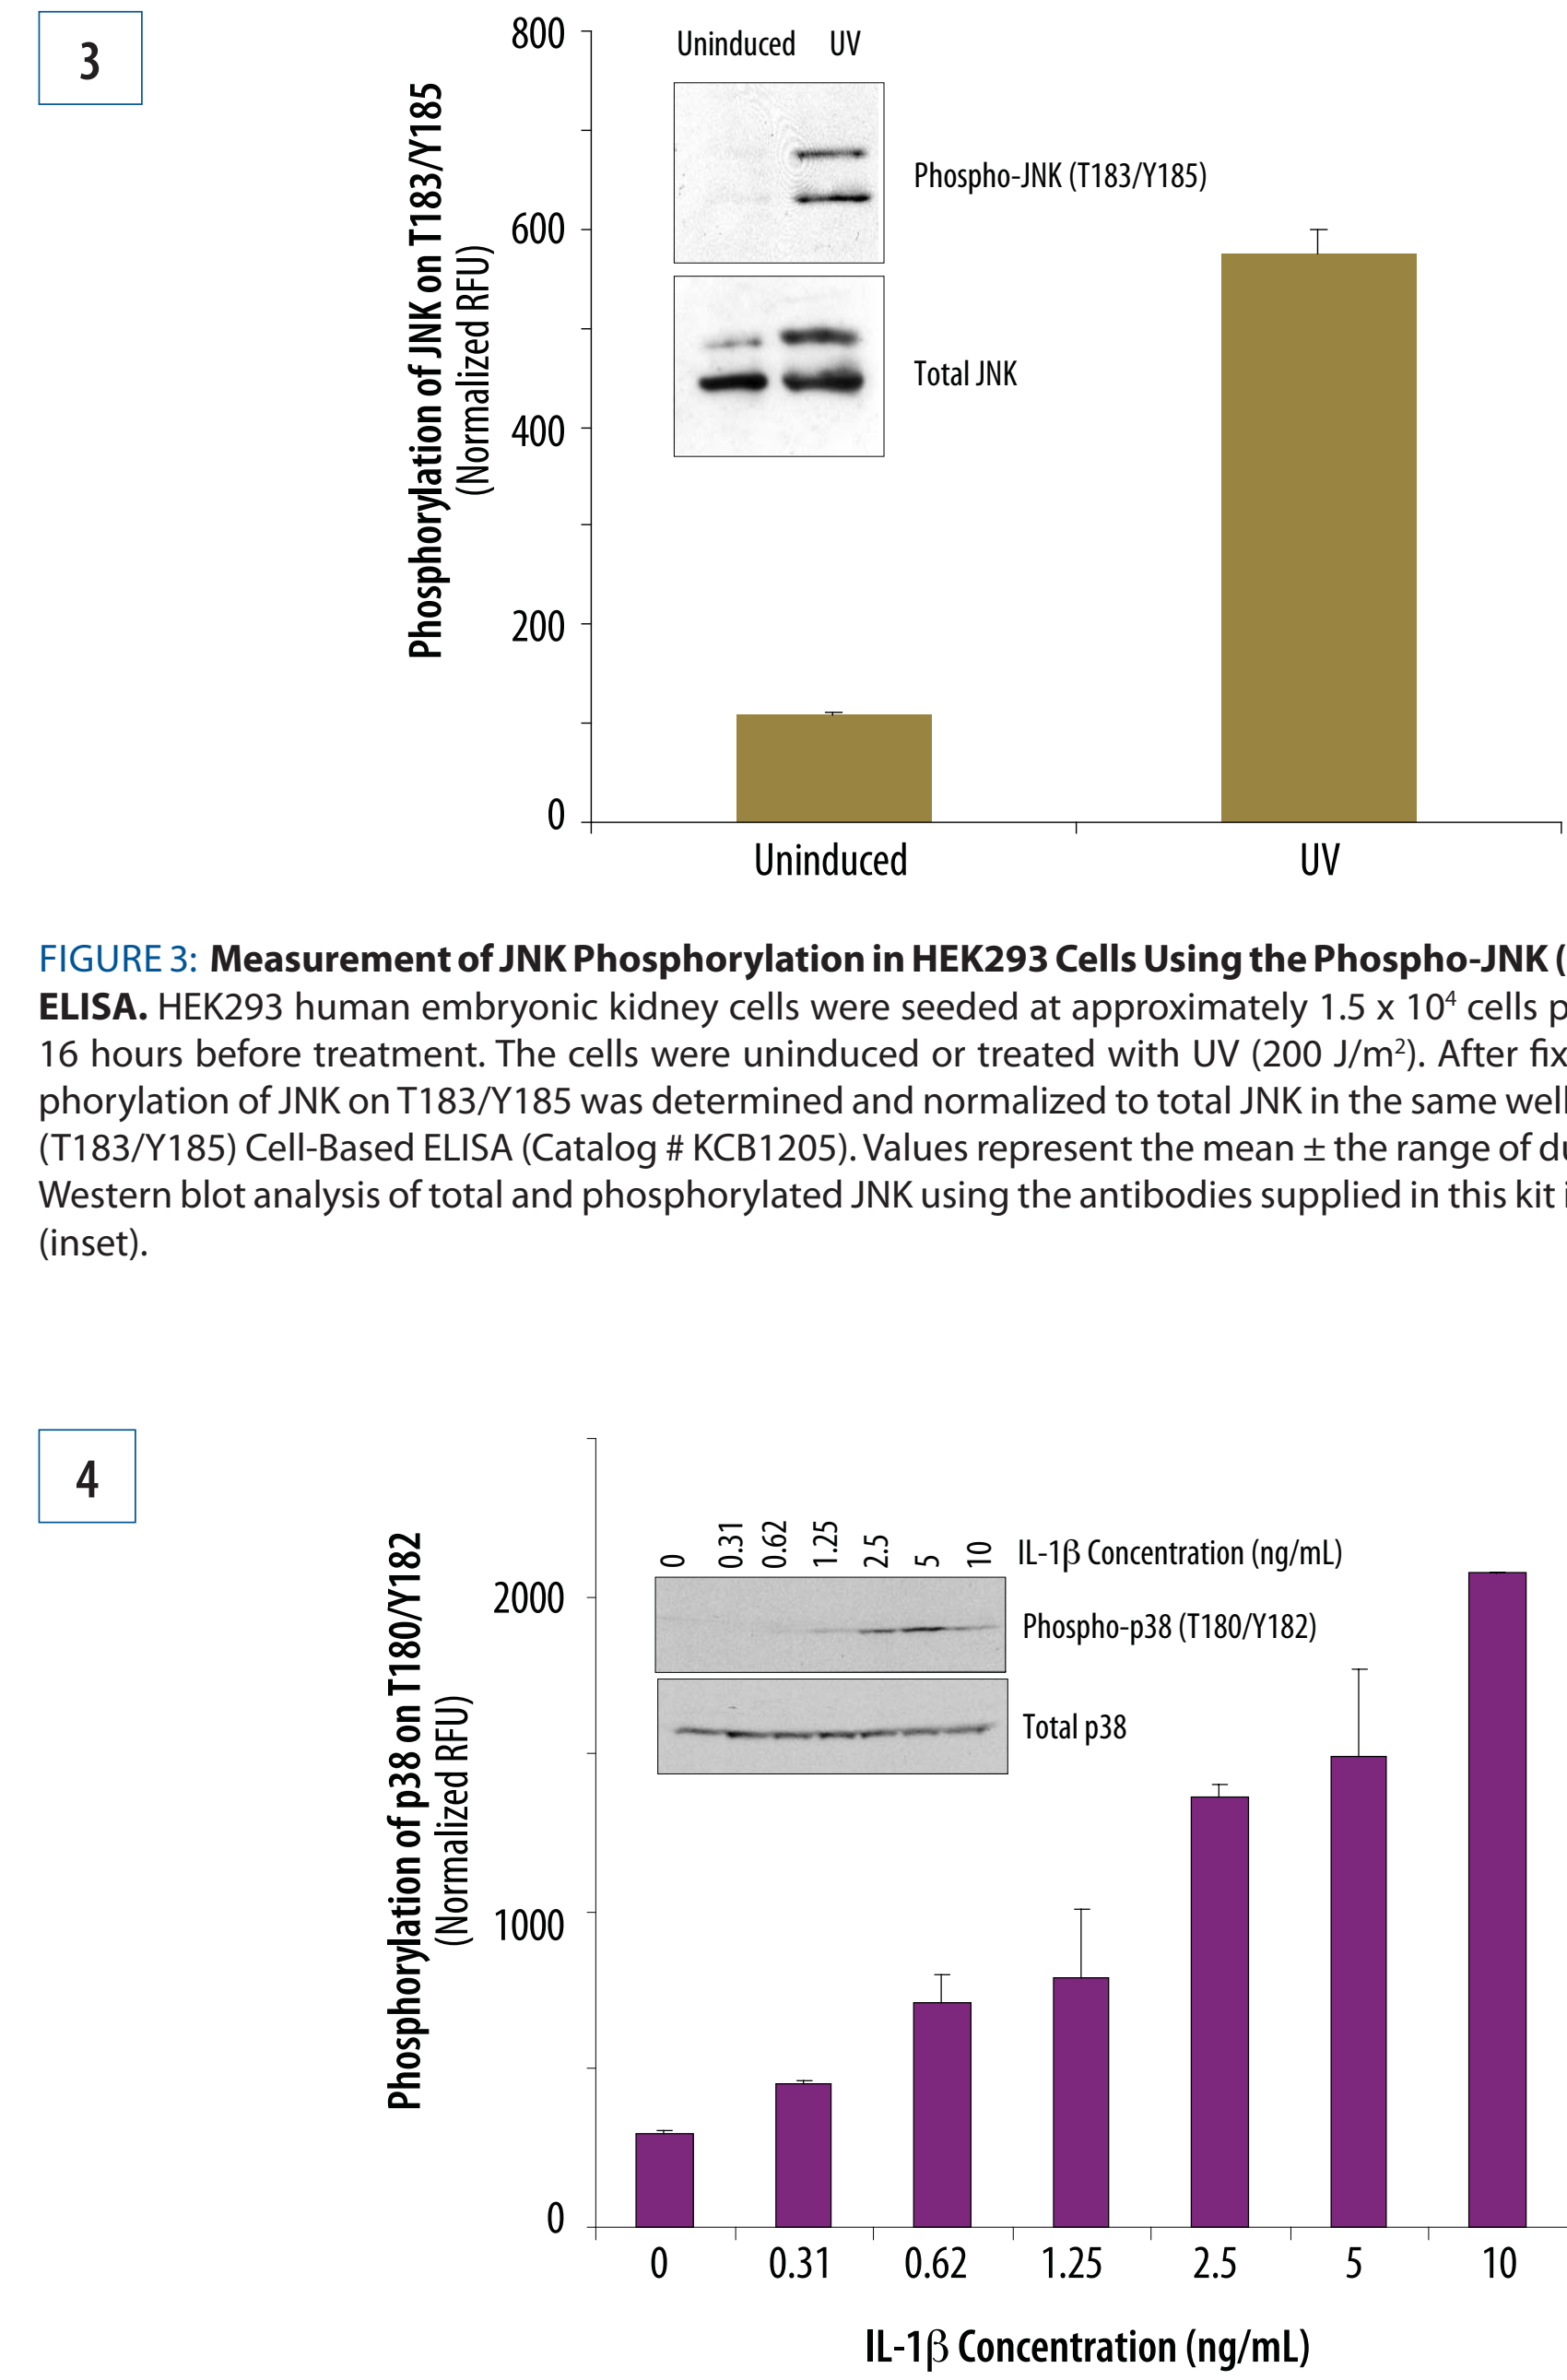 3
800
600
400
200
0
Phosphorylation of JNK on T183/Y185
(Normalized RFU)
Uninduced UV
Phospho-JNK (T183/Y185)
Total JNK
Uninduced UV
FIGURE 3: Measurement of JNK Phosphorylation in HEK293 Cells Using the Phospho-JNK (
ELISA. HEK293 human embryonic kidney cells were seeded at approximately 1.5 x 10⁴ cells p
16 hours before treatment. The cells were uninduced or treated with UV (200 J/m²). After fix
phorylation of JNK on T183/Y185 was determined and normalized to total JNK in the same well
(T183/Y185) Cell-Based ELISA (Catalog # KCB1205). Values represent the mean ± the range of du
Western blot analysis of total and phosphorylated JNK using the antibodies supplied in this kit i
(inset).
4
Phosphorylation of p38 on T180/Y182
(Normalized RFU)
2000
1000
0
0 0.31 0.62 1.25 2.5 5 10 IL-1β Concentration (ng/mL)
Phospho-p38 (T180/Y182)
Total p38
0 0.31 0.62 1.25 2.5 5 10
IL-1β Concentration (ng/mL)